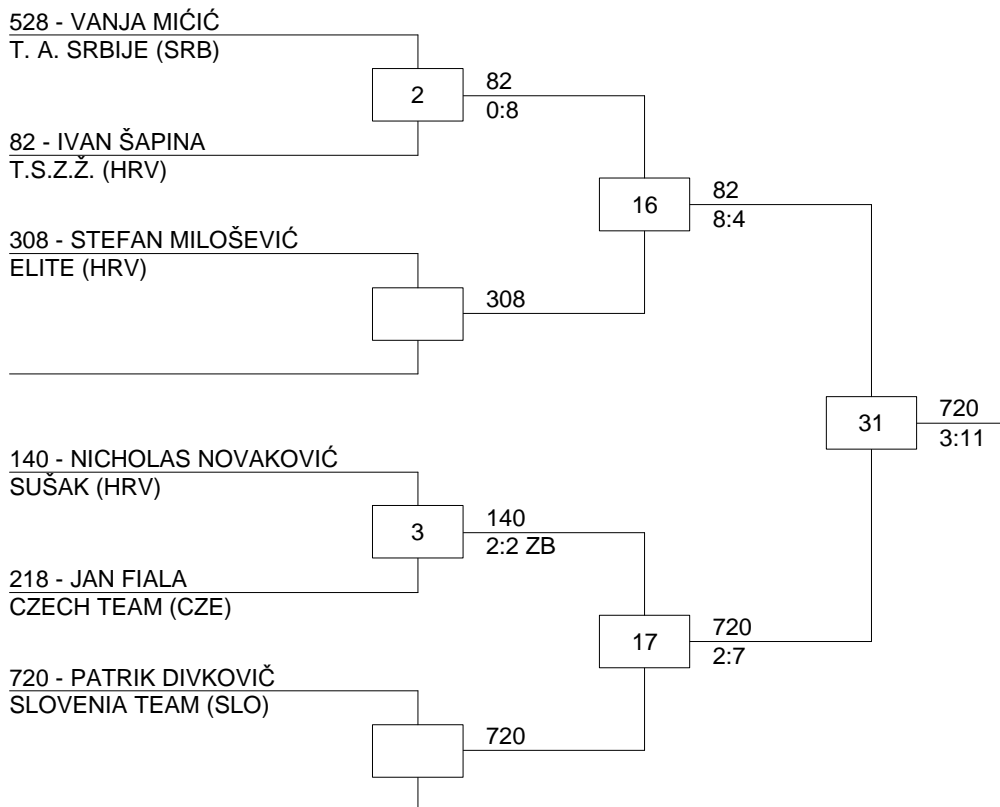 528 - VANJA MIĆIĆ
T. A. SRBIJE (SRB)
2
82
0:8
82 - IVAN ŠAPINA
T.S.Z.Ž. (HRV)
16
82
8:4
308 - STEFAN MILOŠEVIĆ
ELITE (HRV)
308
31
720
3:11
140 - NICHOLAS NOVAKOVIĆ
SUŠAK (HRV)
3
140
2:2 ZB
218 - JAN FIALA
CZECH TEAM (CZE)
17
720
2:7
720 - PATRIK DIVKOVIČ
SLOVENIA TEAM (SLO)
720